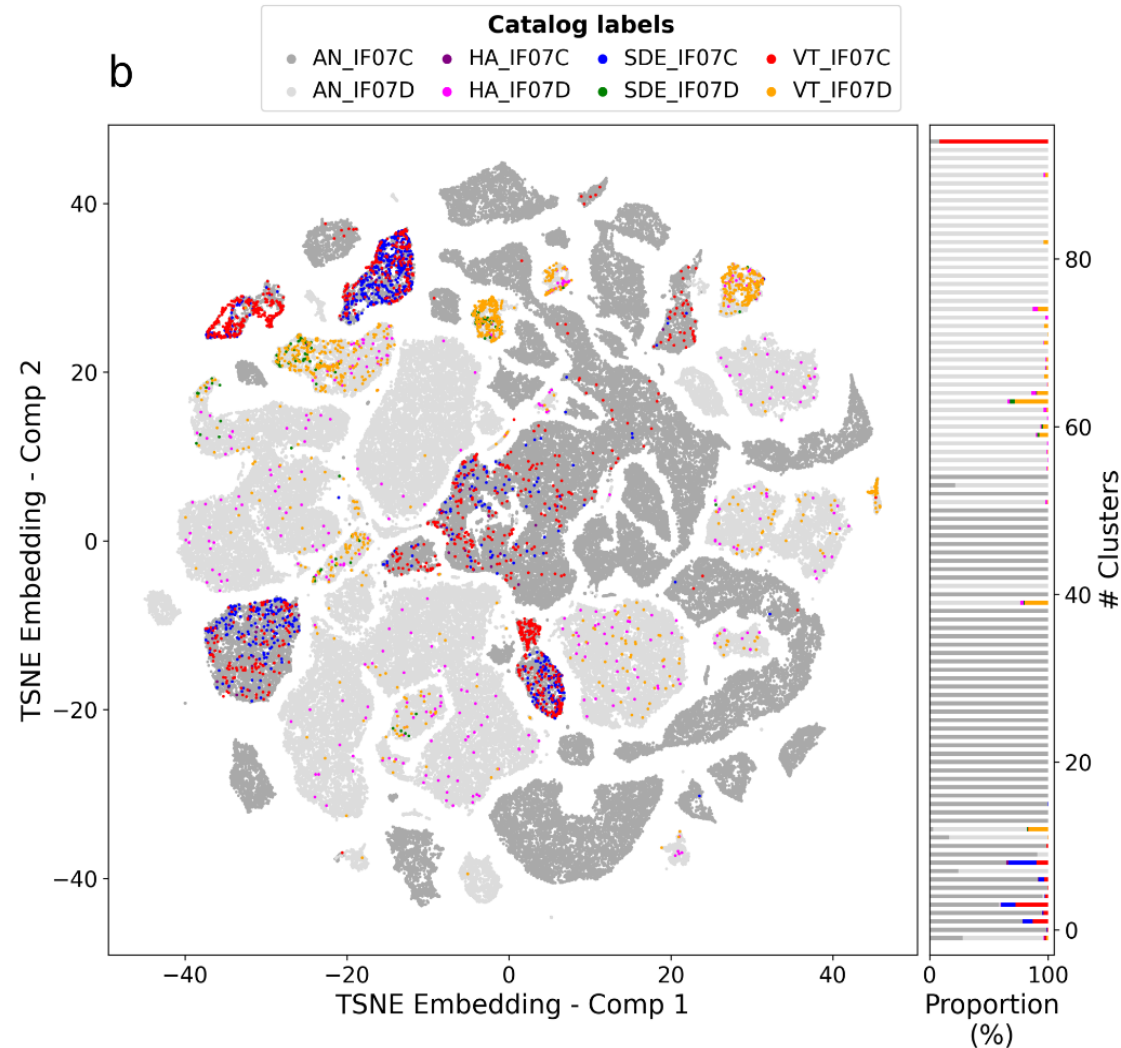 Catalog labels
AN_IF07C HA_IF07C SDE_IF07C VT_IF07C
AN_IF07D HA_IF07D SDE_IF07D VT_IF07D
b
40
20
0
−20
−40
TSNE Embedding - Comp 2
−40 −20 0 20 40
TSNE Embedding - Comp 1
80
60
40
20
0
# Clusters
0 100
Proportion
(%)